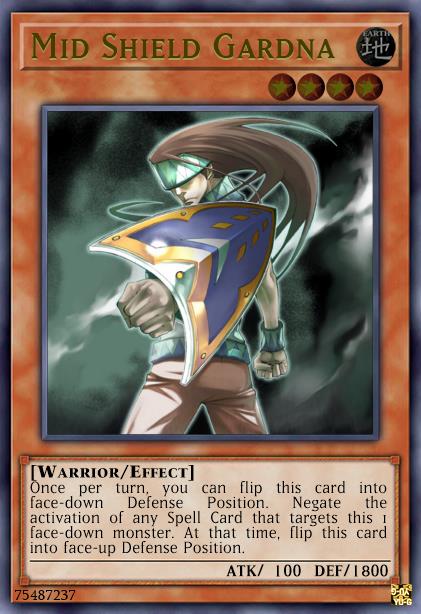 MID SHIELD GARDNA
EARTH
地
[WARRIOR/EFFECT]
Once per turn, you can flip this card into
face-down Defense Position. Negate the
activation of any Spell Card that targets this 1
face-down monster. At that time, flip this card
into face-up Defense Position.
ATK/ 100 DEF/1800
75487237